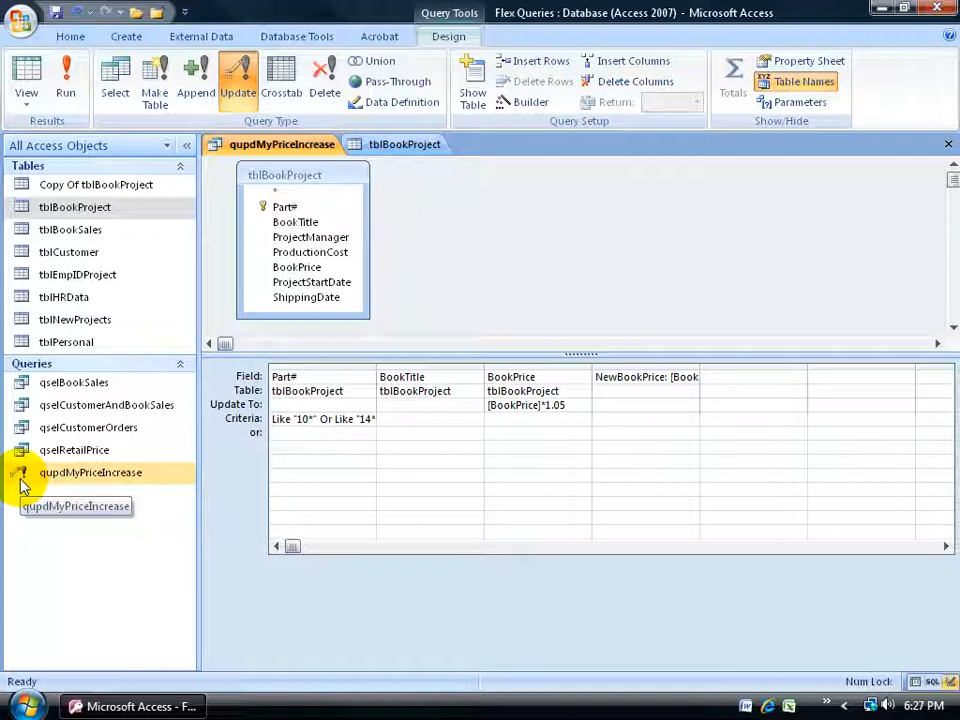 Query Tools
Flex Queries : Database (Access 2007) - Microsoft Access
Home
Create
External Data
Database Tools
Acrobat
Design
View
Run
Select
Make Table
Append
Update
Crosstab
Delete
Union
Pass-Through
Data Definition
Show Table
Insert Rows
Delete Rows
Builder
Insert Columns
Delete Columns
Return:
Totals
Property Sheet
Table Names
Parameters
Results
Query Type
Query Setup
Show/Hide
All Access Objects
qupdMyPriceIncrease
tblBookProject
Tables
Copy Of tblBookProject
tblBookProject
tblBookSales
tblCustomer
tblEmpIDProject
tblHRData
tblNewProjects
tblPersonal
Queries
qselBookSales
qselCustomerAndBookSales
qselCustomerOrders
qselRetailPrice
qupdMyPriceIncrease
qupdMyPriceIncrease
tblBookProject
*
Part#
BookTitle
ProjectManager
ProductionCost
BookPrice
ProjectStartDate
ShippingDate
Field: Part# BookTitle BookPrice NewBookPrice: [Book
Table: tblBookProject tblBookProject tblBookProject
Update To: [BookPrice]*1.05
Criteria: Like "10*" Or Like "14*
or:
Ready
Num Lock
SQL
Microsoft Access - F...
6:27 PM